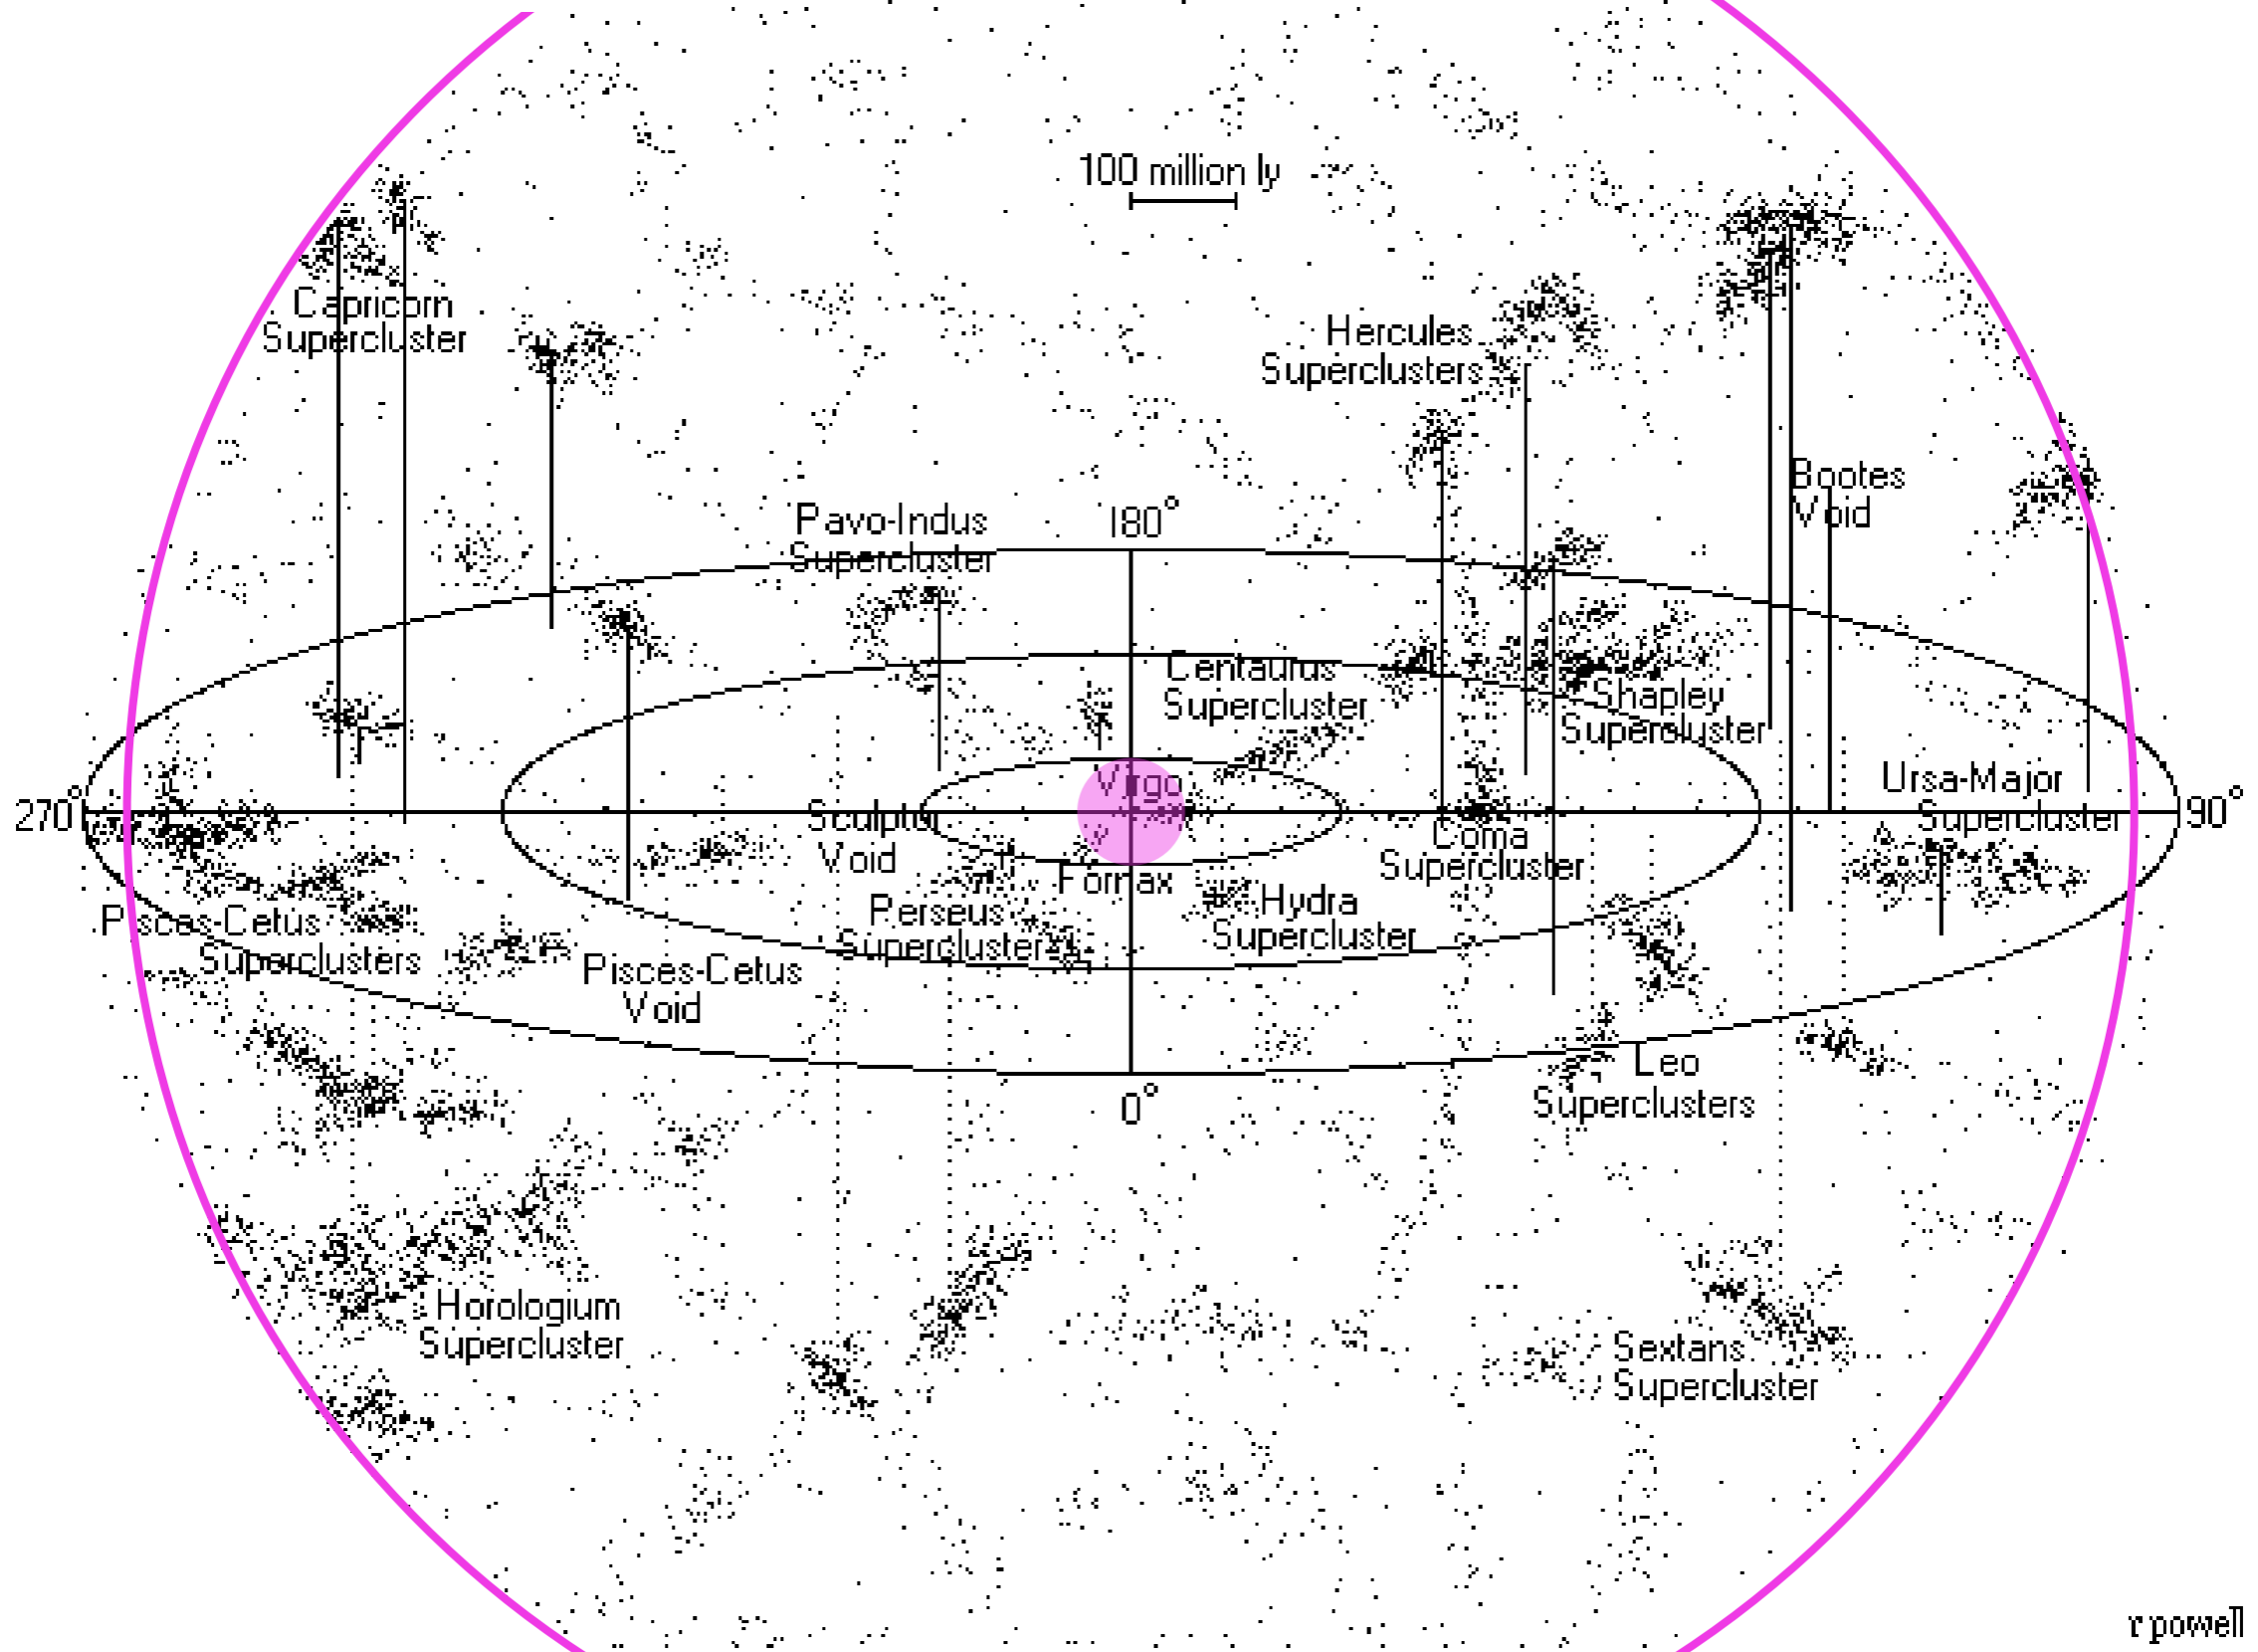 100 million ly
Capricorn
Supercluster
Hercules
Superclusters
Bootes
Void
Pavo-Indus
Supercluster
180°
Centaurus
Supercluster
Shapley
Supercluster
Virgo
270°
90°
Ursa-Major
Supercluster
Sculptor
Void
Coma
Supercluster
Fornax
Perseus
Supercluster
Hydra
Supercluster
Pisces-Cetus
Superclusters
Pisces-Cetus
Void
Leo
Superclusters
0°
Horologium
Supercluster
Sextans
Supercluster
r powell